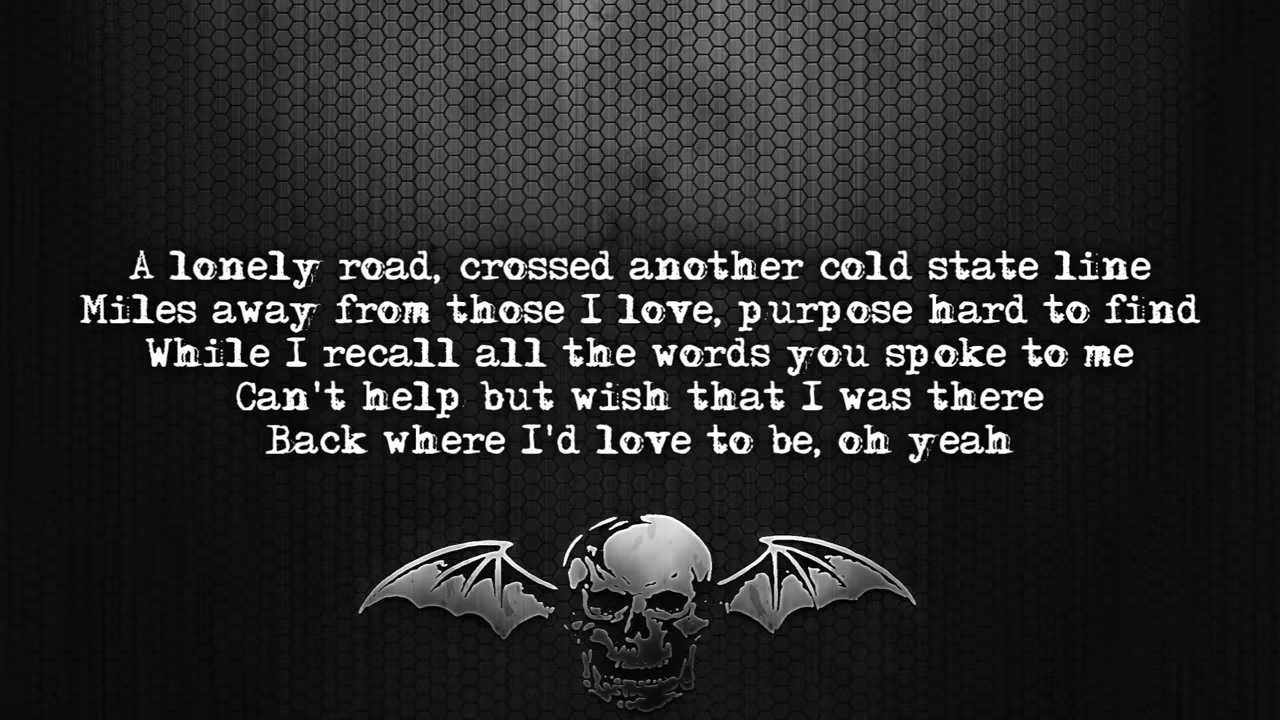 A lonely road, crossed another cold state line
Miles away from those I love, purpose hard to find
While I recall all the words you spoke to me
Can't help but wish that I was there
Back where I'd love to be, oh yeah